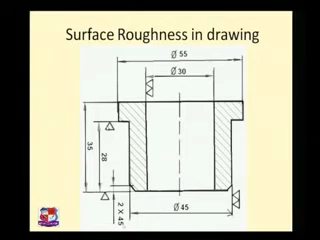 Surface Roughness in drawing
Ø 55
Ø 30
35
28
2 X 45
Ø 45